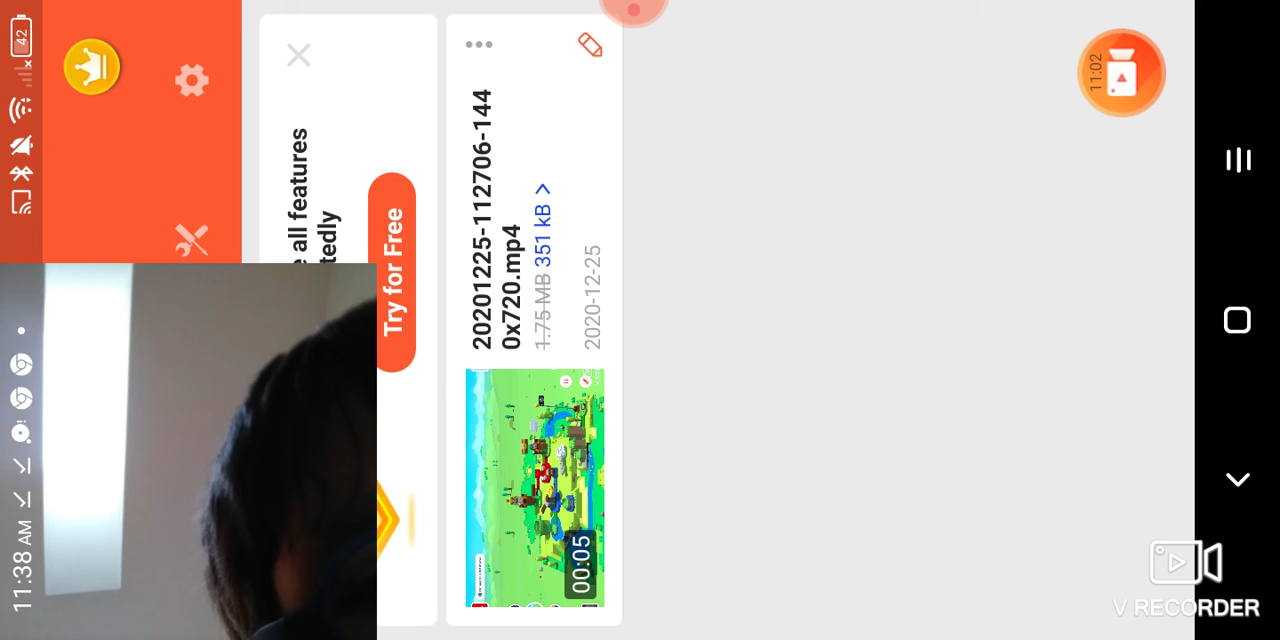 11:38 AM
42
e all features
tedly
Try for Free
20201225-112706-144
0x720.mp4
1.75 MB 351 kB >
2020-12-25
00:05
11:02
V RECORDER